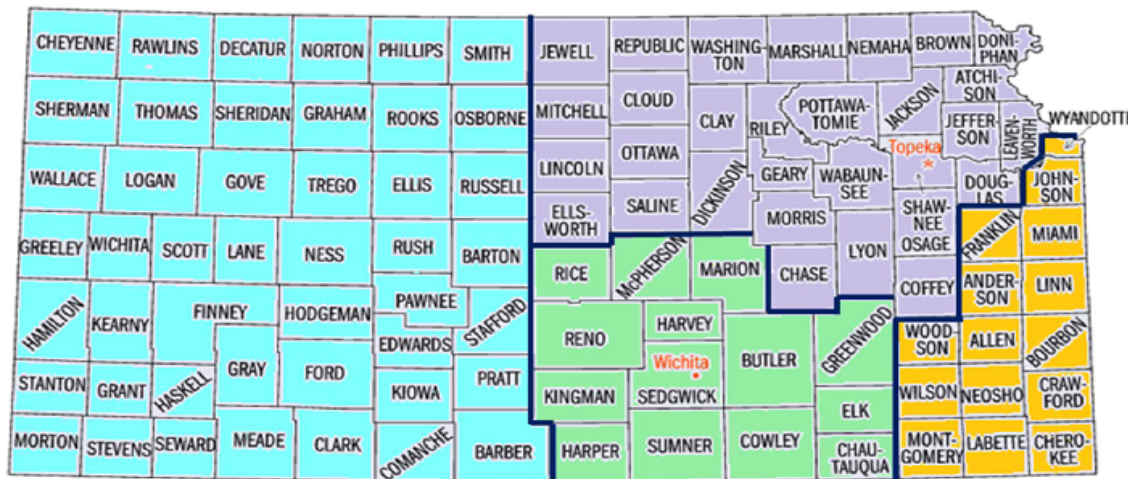 CHEYENNE
RAWLINS
DECATUR
NORTON
PHILLIPS
SMITH
JEWELL
REPUBLIC
WASHING-
TON
MARSHALL
NEMAHA
BROWN
DONI-
PHAN
SHERMAN
THOMAS
SHERIDAN
GRAHAM
ROOKS
OSBORNE
MITCHELL
CLOUD
CLAY
RILEY
POTTAWA-
TOMIE
JACKSON
ATCHI-
SON
JEFFER-
SON
LEAVEN-
WORTH
WYANDOTTE
WALLACE
LOGAN
GOVE
TREGO
ELLIS
RUSSELL
LINCOLN
OTTAWA
DICKINSON
GEARY
WABAUN-
SEE
Topeka
SHAW-
NEE
DOUG-
LAS
JOHN-
SON
ELLS-
WORTH
SALINE
MORRIS
LYON
OSAGE
FRANKLIN
MIAMI
GREELEY
WICHITA
SCOTT
LANE
NESS
RUSH
BARTON
RICE
McPHERSON
MARION
CHASE
COFFEY
ANDER-
SON
LINN
HAMILTON
KEARNY
FINNEY
HODGEMAN
PAWNEE
STAFFORD
EDWARDS
RENO
HARVEY
BUTLER
GREENWOOD
WOOD
SON
ALLEN
BOURBON
STANTON
GRANT
HASKELL
GRAY
FORD
KIOWA
PRATT
KINGMAN
Wichita
SEDGWICK
ELK
WILSON
NEOSHO
CRAW-
FORD
MORTON
STEVENS
SEWARD
MEADE
CLARK
COMANCHE
BARBER
HARPER
SUMNER
COWLEY
CHAU-
TAUQUA
MONT-
GOMERY
LABETTE
CHERO-
KEE